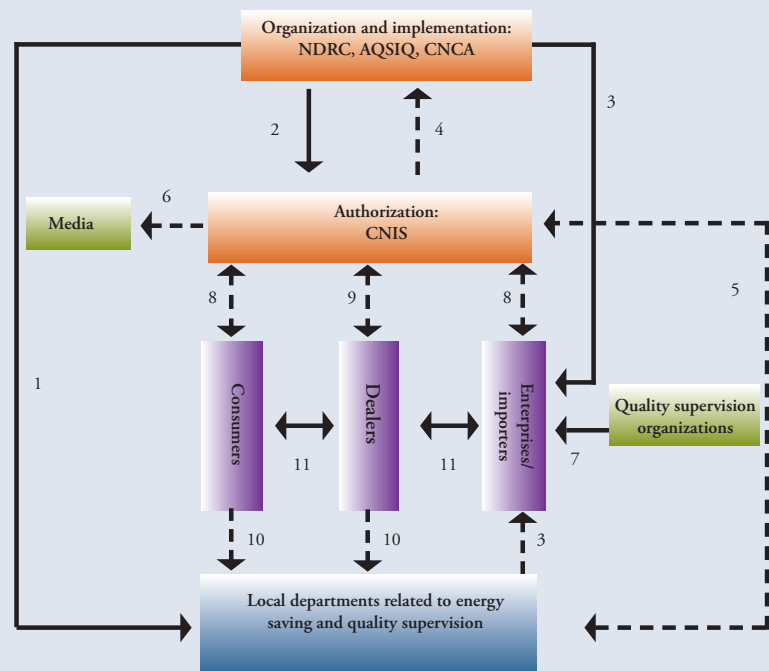 Organization and implementation:
NDRC, AQSIQ, CNCA
3
2
4
6
Media
Authorization:
CNIS
5
8
9
8
1
Consumers
Dealers
Enterprises/
importers
Quality supervision
organizations
11
11
7
10
10
3
Local departments related to energy
saving and quality supervision